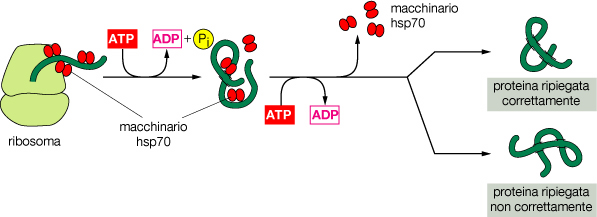 macchinario
hsp70
ATP
ADP + Pi
ATP
ADP
macchinario
hsp70
ribosoma
proteina ripiegata
correttamente
proteina ripiegata
non correttamente